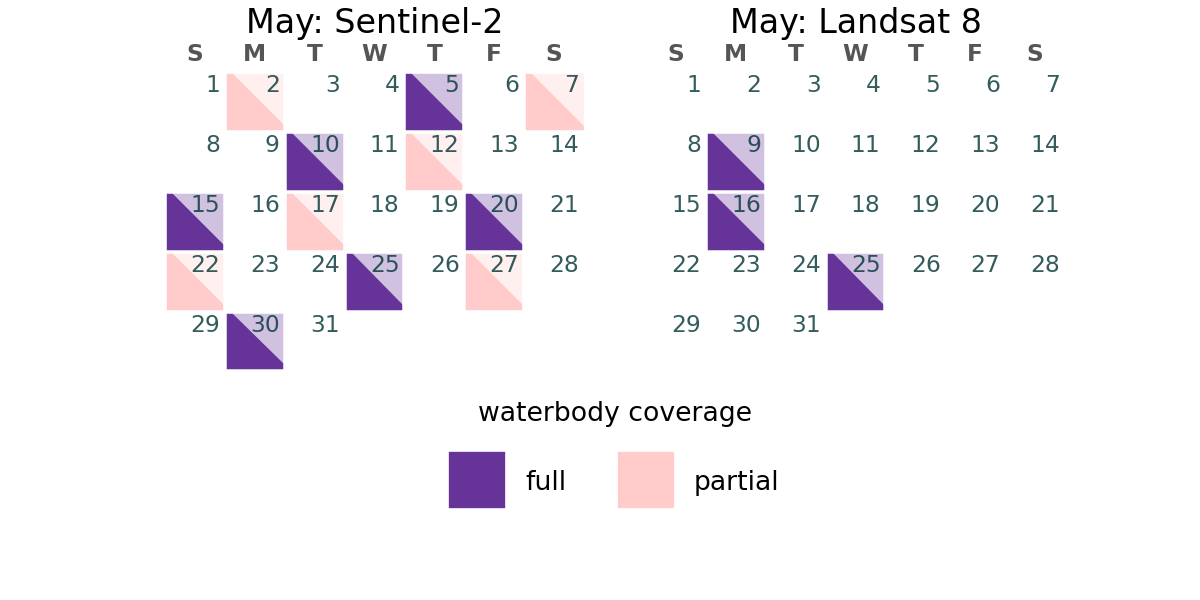 May: Sentinel-2
S M T W T F S
1 2 3 4 5 6 7
8 9 10 11 12 13 14
15 16 17 18 19 20 21
22 23 24 25 26 27 28
29 30 31
May: Landsat 8
S M T W T F S
1 2 3 4 5 6 7
8 9 10 11 12 13 14
15 16 17 18 19 20 21
22 23 24 25 26 27 28
29 30 31
waterbody coverage
full
partial